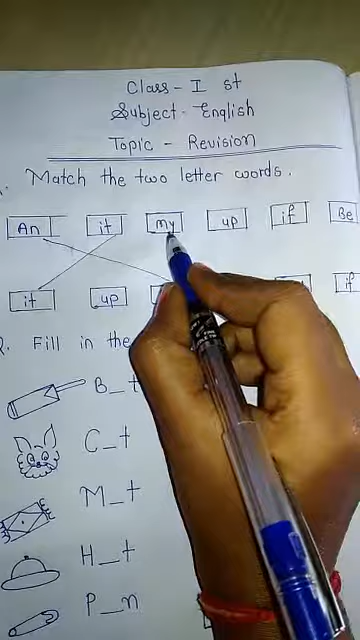 Class - I st
Subject - English
Topic - Revision
Match the two letter words.
An it my up if Be
it up if
Fill in the
B_t
C_t
M_t
H_t
P_n